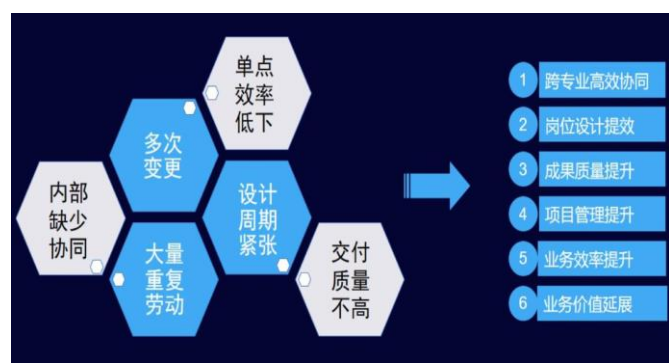 单点
效率
低下
多次
变更
内部
缺少
协同
设计
周期
紧张
大量
重复
劳动
交付
质量
不高
1 跨专业高效协同
2 岗位设计提效
3 成果质量提升
4 项目管理提升
5 业务效率提升
6 业务价值延展